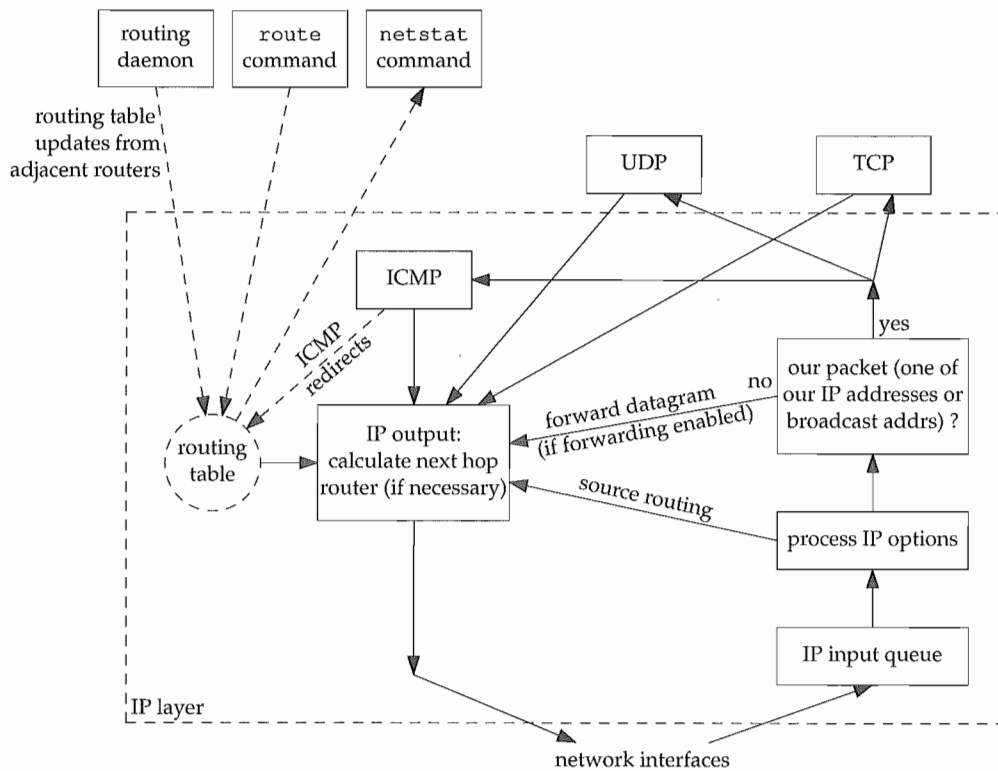 routing
daemon
route
command
netstat
command
routing table
updates from
adjacent routers
UDP
TCP
ICMP
ICMP
redirects
yes
our packet (one of
our IP addresses or
broadcast addrs) ?
no
forward datagram
(if forwarding enabled)
IP output:
calculate next hop
router (if necessary)
routing
table
source routing
process IP options
IP input queue
IP layer
network interfaces